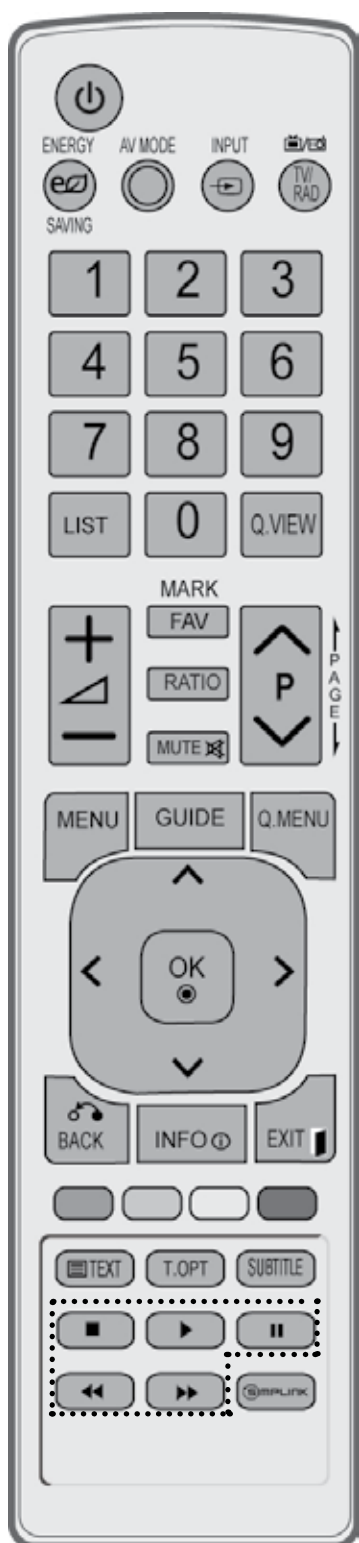 ENERGY AV MODE INPUT
TV/
RAD
SAVING
1 2 3
4 5 6
7 8 9
LIST 0 Q.VIEW
MARK
FAV
RATIO
P
PAGE
MUTE
MENU GUIDE Q.MENU
OK
BACK INFO EXIT
TEXT T.OPT SUBTITLE
SIMPLINK